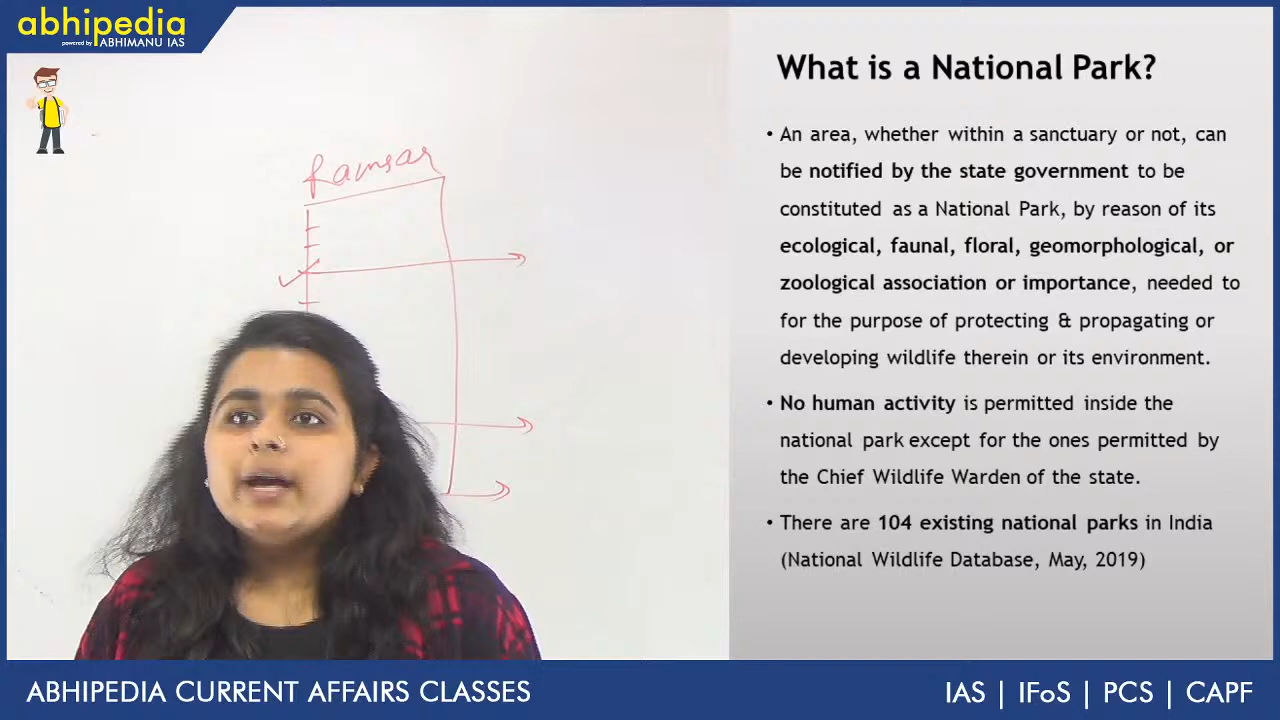 abhipedia
powered by ABHIMANU IAS
Ramsar
What is a National Park?
• An area, whether within a sanctuary or not, can
be notified by the state government to be
constituted as a National Park, by reason of its
ecological, faunal, floral, geomorphological, or
zoological association or importance, needed to
for the purpose of protecting & propagating or
developing wildlife therein or its environment.
• No human activity is permitted inside the
national park except for the ones permitted by
the Chief Wildlife Warden of the state.
• There are 104 existing national parks in India
(National Wildlife Database, May, 2019)
ABHIPEDIA CURRENT AFFAIRS CLASSES
IAS | IFoS | PCS | CAPF